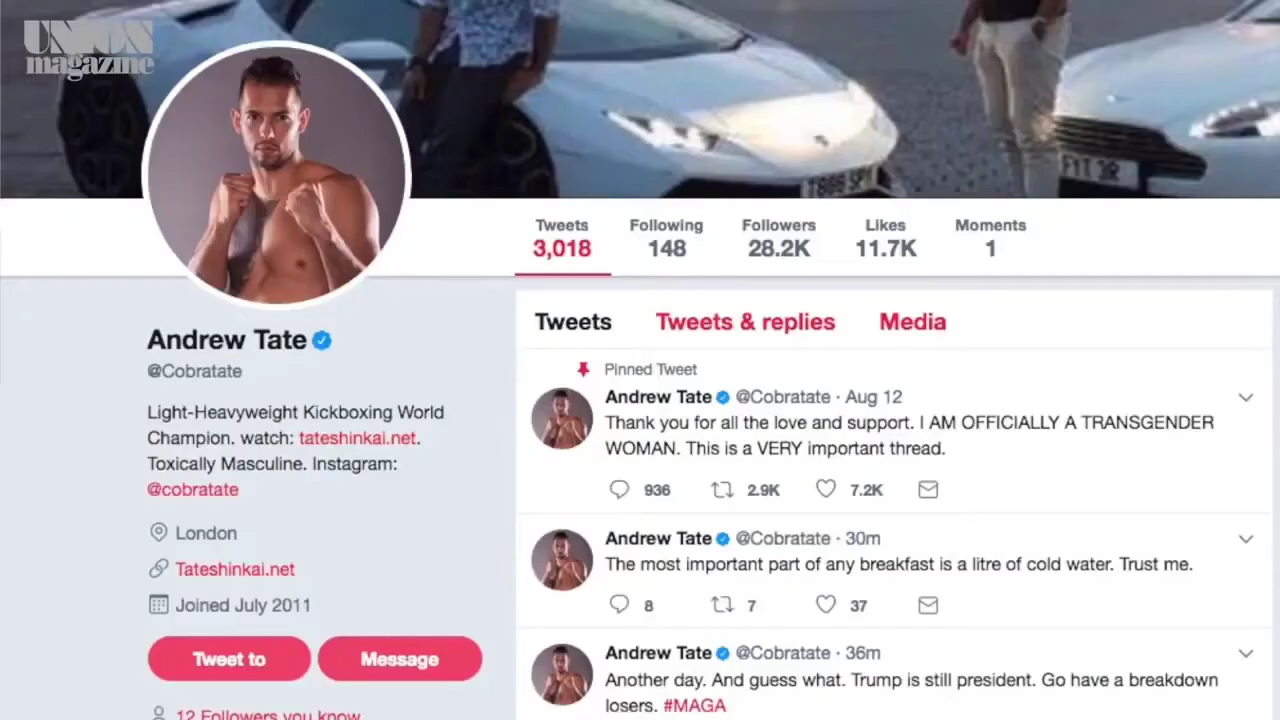 UNION
magazine
Tweets
3,018
Following
148
Followers
28.2K
Likes
11.7K
Moments
1
Andrew Tate
@Cobratate
Light-Heavyweight Kickboxing World
Champion. watch: tateshinkai.net.
Toxically Masculine. Instagram:
@cobratate
London
Tateshinkai.net
Joined July 2011
Tweet to
Message
12 Followers you know
Tweets
Tweets & replies
Media
Pinned Tweet
Andrew Tate @Cobratate · Aug 12
Thank you for all the love and support. I AM OFFICIALLY A TRANSGENDER
WOMAN. This is a VERY important thread.
936
2.9K
7.2K
Andrew Tate @Cobratate · 30m
The most important part of any breakfast is a litre of cold water. Trust me.
8
7
37
Andrew Tate @Cobratate · 36m
Another day. And guess what. Trump is still president. Go have a breakdown
losers. #MAGA